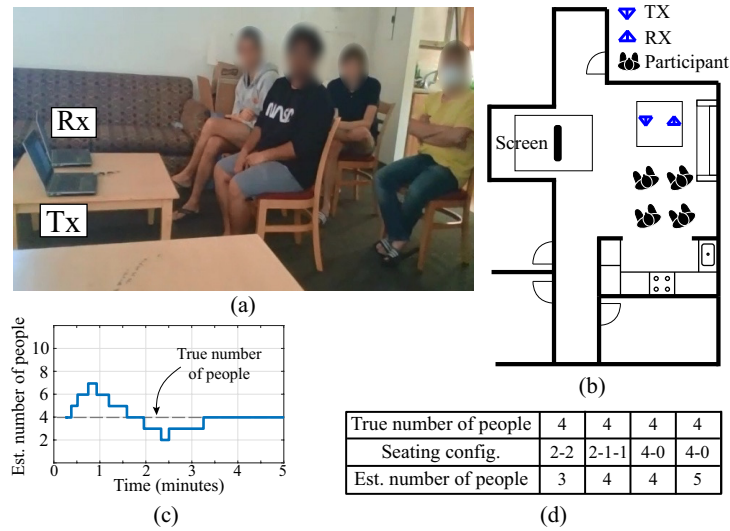 Rx
Tx
NASA
(a)
TX
RX
Participant
Screen
(b)
Est. number of people
10
8
6
4
2
0 1 2 3 4 5
Time (minutes)
True number
of people
(c)
True number of people 4 4 4 4
Seating config. 2-2 2-1-1 4-0 4-0
Est. number of people 3 4 4 5
(d)